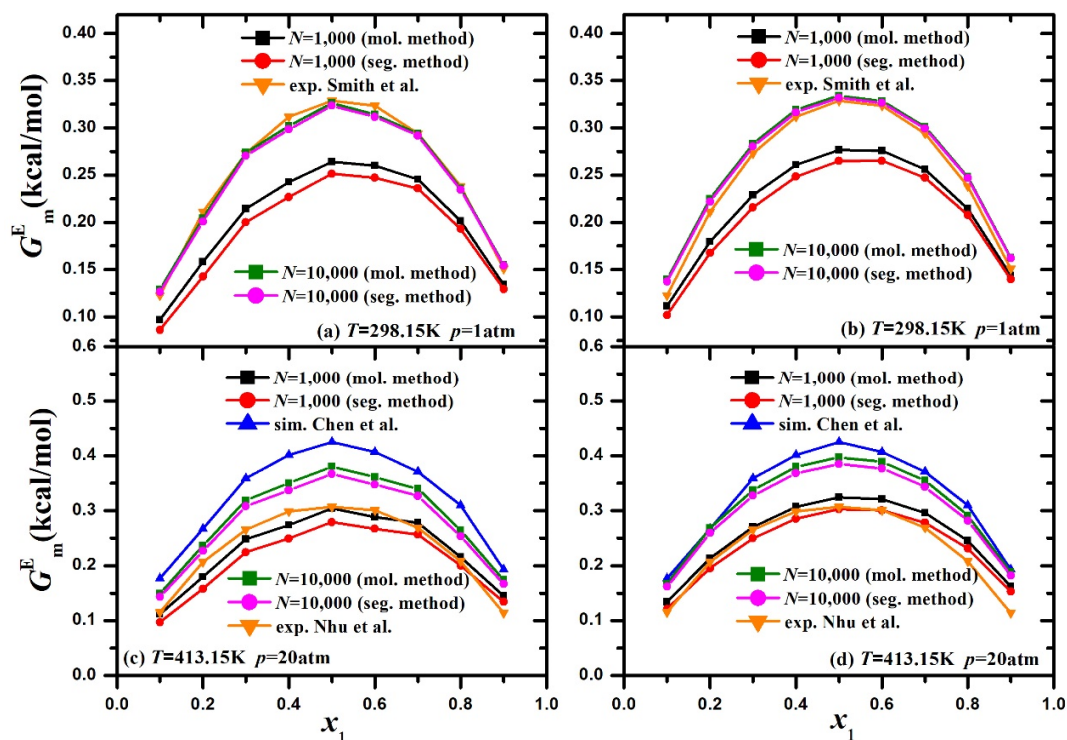 0.40
0.35
0.30
0.25
0.20
0.15
0.10
G^E_m (kcal/mol)
N=1,000 (mol. method)
N=1,000 (seg. method)
exp. Smith et al.
N=10,000 (mol. method)
N=10,000 (seg. method)
(a) T=298.15K p=1atm
0.40
0.35
0.30
0.25
0.20
0.15
0.10
G^E_m (kcal/mol)
N=1,000 (mol. method)
N=1,000 (seg. method)
exp. Smith et al.
N=10,000 (mol. method)
N=10,000 (seg. method)
(b) T=298.15K p=1atm
0.6
0.5
0.4
0.3
0.2
0.1
0.0
G^E_m (kcal/mol)
N=1,000 (mol. method)
N=1,000 (seg. method)
sim. Chen et al.
N=10,000 (mol. method)
N=10,000 (seg. method)
exp. Nhu et al.
(c) T=413.15K p=20atm
0.0 0.2 0.4 0.6 0.8 1.0
x_1
0.6
0.5
0.4
0.3
0.2
0.1
0.0
G^E_m (kcal/mol)
N=1,000 (mol. method)
N=1,000 (seg. method)
sim. Chen et al.
N=10,000 (mol. method)
N=10,000 (seg. method)
exp. Nhu et al.
(d) T=413.15K p=20atm
0.0 0.2 0.4 0.6 0.8 1.0
x_1